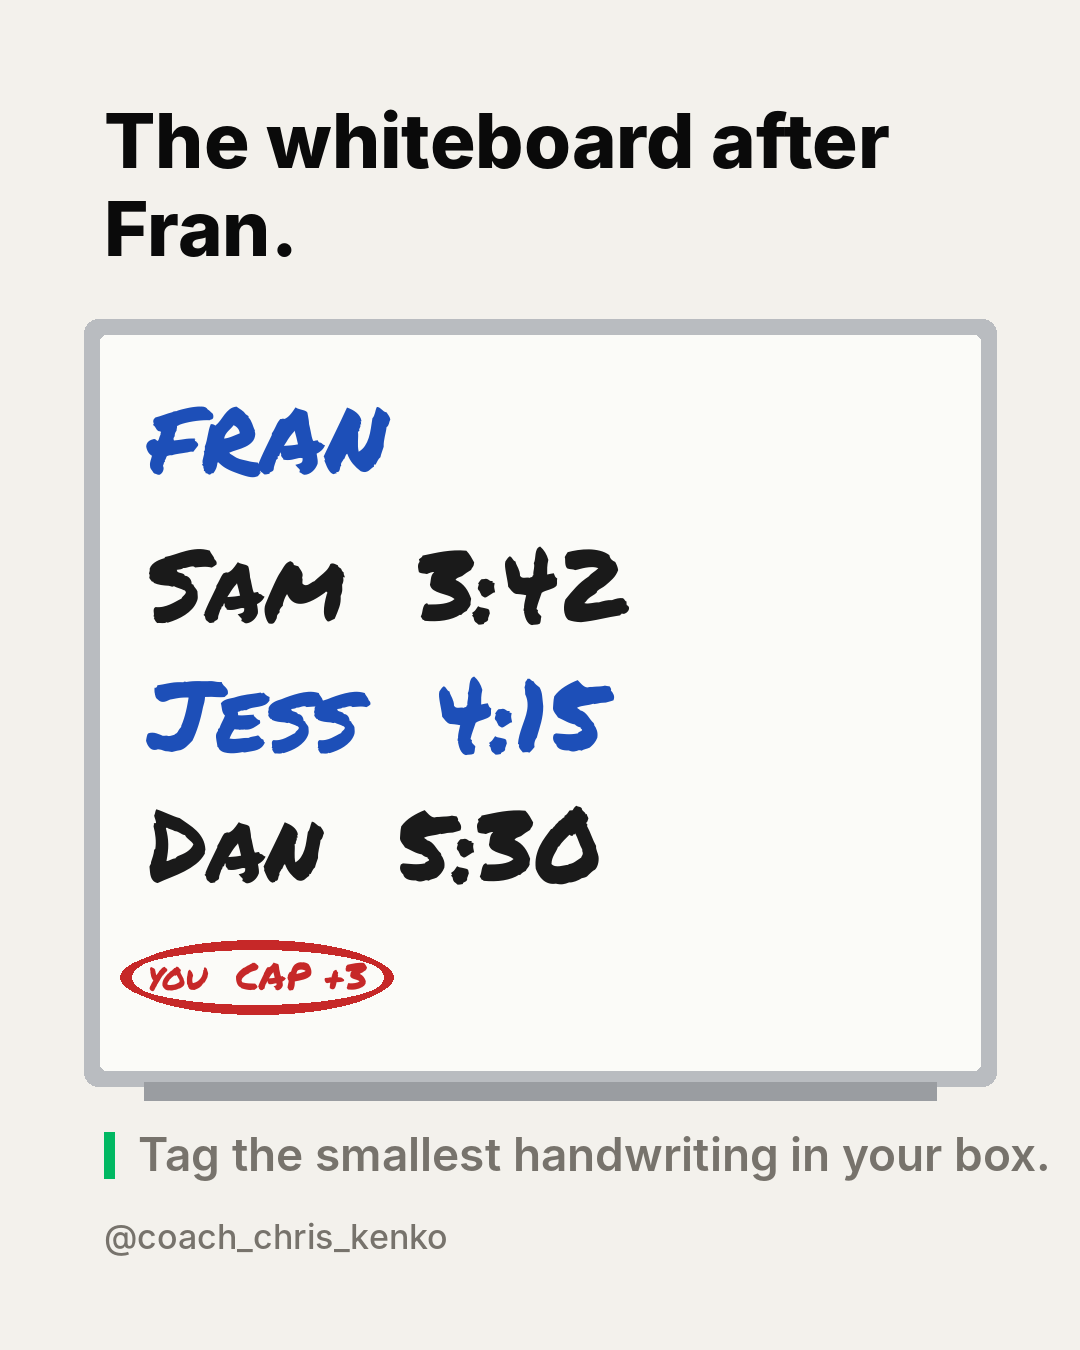 The whiteboard after
Fran.
FRAN
SAM 3:42
JESS 4:15
DAN 5:30
YOU CAP +3
Tag the smallest handwriting in your box.
@coach_chris_kenko